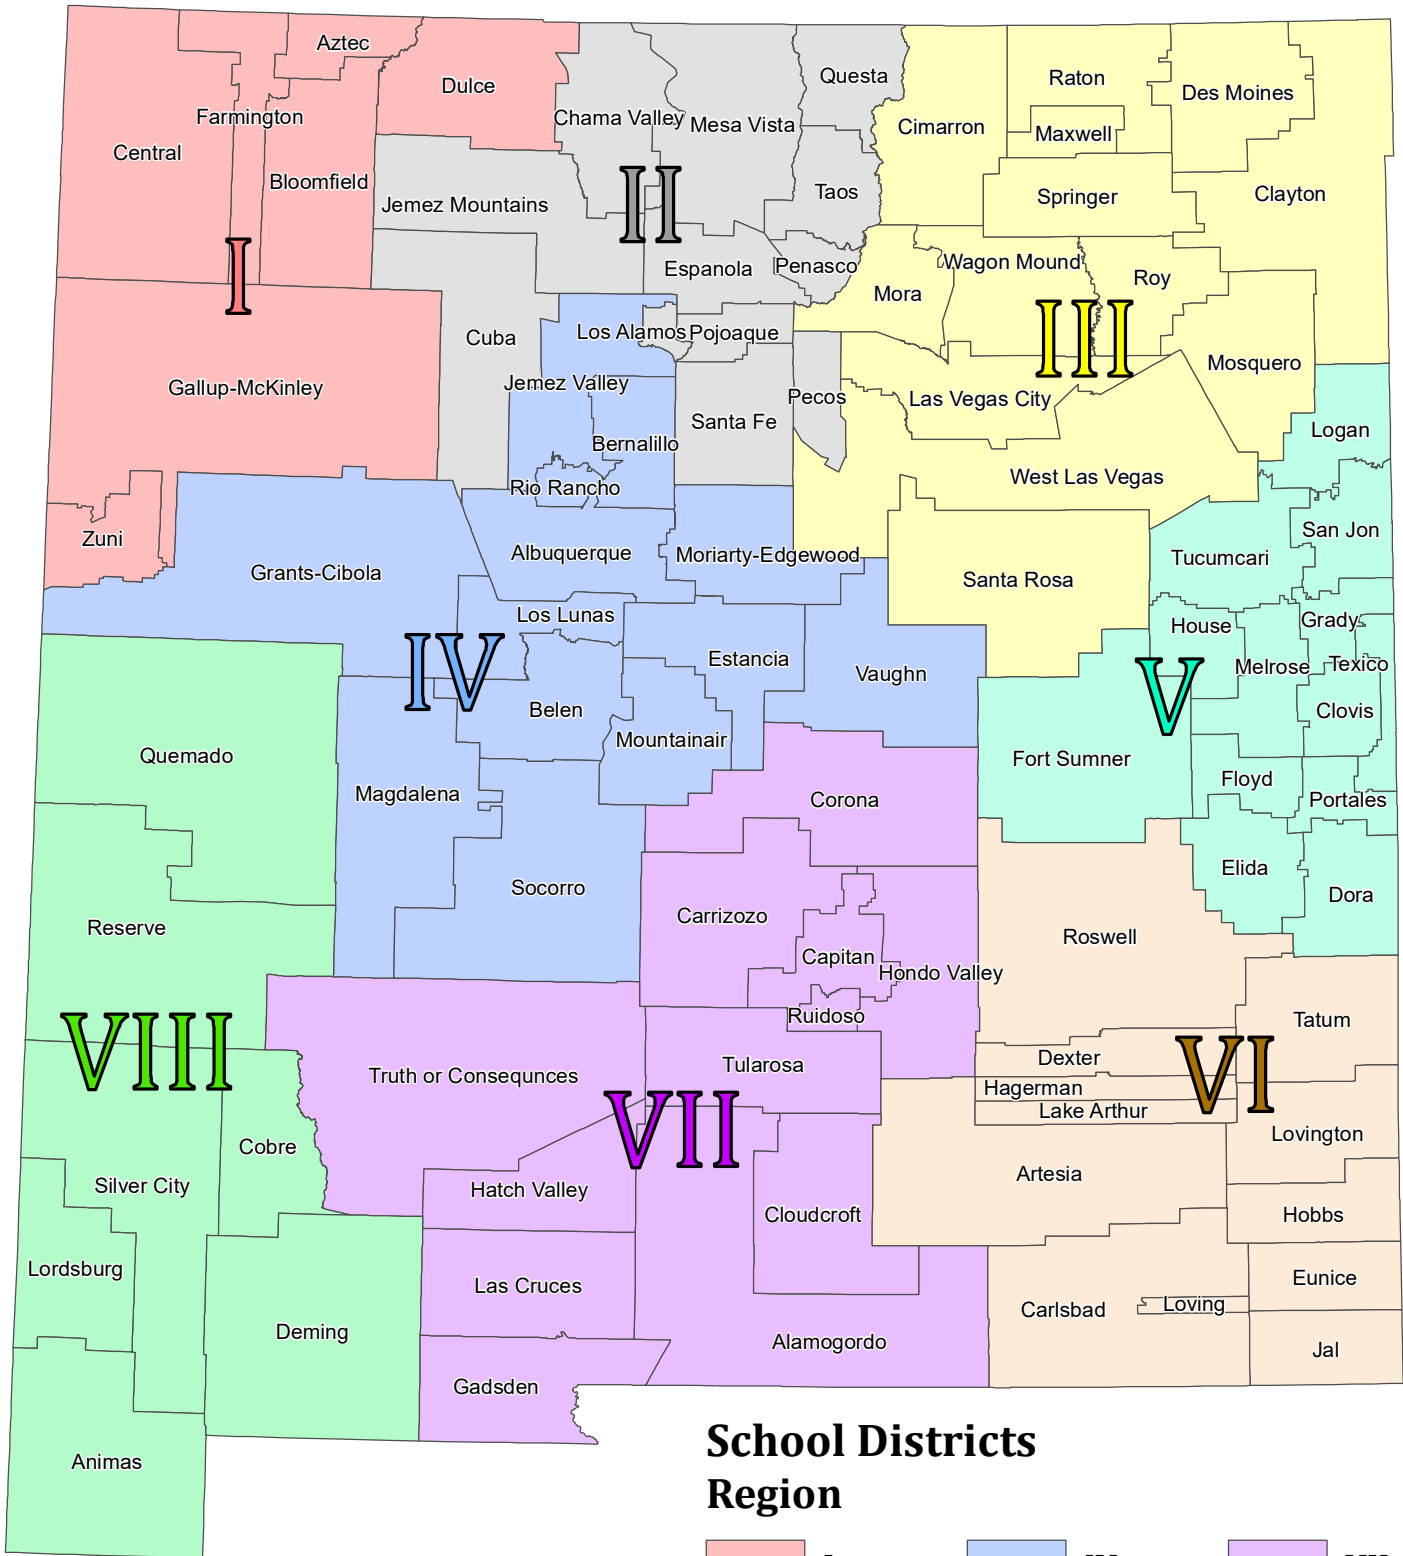 Aztec
Dulce
Questa
Raton
Des Moines
Farmington
Chama Valley
Mesa Vista
Cimarron
Maxwell
Central
Bloomfield
Jemez Mountains
II
Taos
Springer
Clayton
I
Espanola
Penasco
Wagon Mound
Roy
Mora
III
Cuba
Los Alamos
Pojoaque
Mosquero
Gallup-McKinley
Jemez Valley
Pecos
Las Vegas City
Santa Fe
Logan
Bernalillo
Rio Rancho
West Las Vegas
Zuni
Albuquerque
Moriarty-Edgewood
San Jon
Tucumcari
Grants-Cibola
Santa Rosa
Los Lunas
House
Grady
IV
Estancia
Vaughn
V
Melrose
Texico
Belen
Clovis
Mountainair
Quemado
Fort Sumner
Magdalena
Corona
Floyd
Portales
Socorro
Elida
Dora
Reserve
Carrizozo
Roswell
Capitan
Hondo Valley
Ruidoso
Tatum
VIII
Truth or Consequnces
Tularosa
Dexter
VI
Hagerman
Lake Arthur
VII
Lovington
Cobre
Silver City
Hatch Valley
Artesia
Cloudcroft
Hobbs
Lordsburg
Las Cruces
Eunice
Carlsbad
Loving
Deming
Alamogordo
Jal
Gadsden
Animas
School Districts
Region